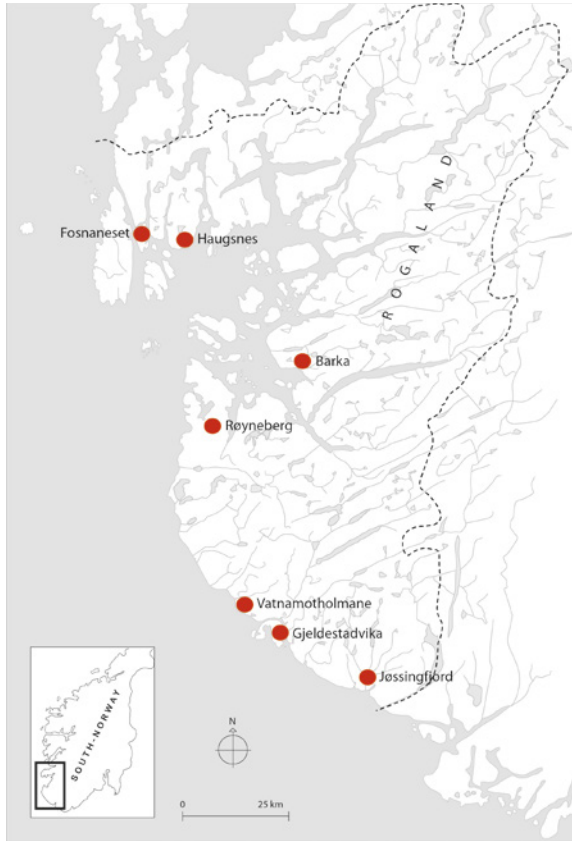 Fosnaneset
Haugsnes
ROGALAND
Barka
Røyneberg
Vatnamotholmane
Gjeldestadvika
Jøssingfjord
SOUTH-NORWAY
N
0 25 km